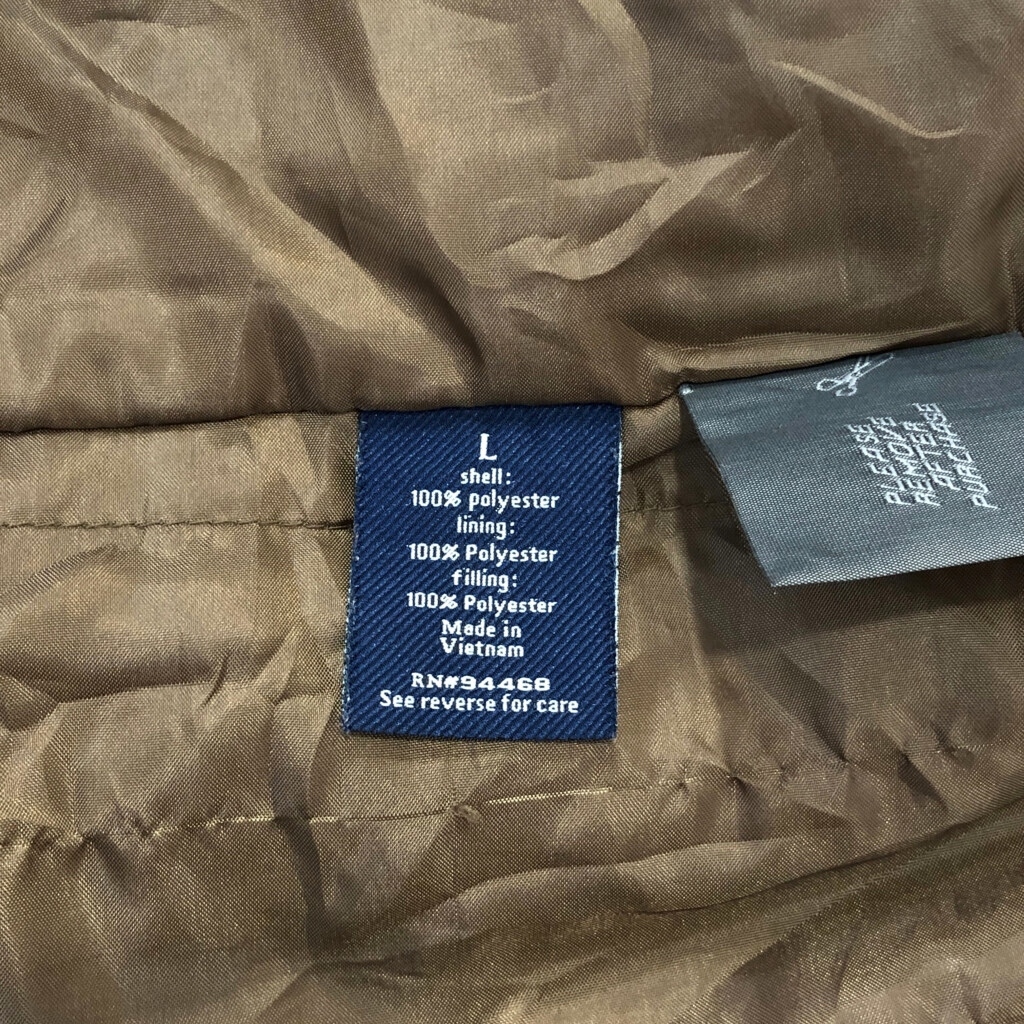 L
shell:
100% polyester
lining:
100% Polyester
filling:
100% Polyester
Made in
Vietnam
RN#94468
See reverse for care
PLEASE
REMOVE
AFTER
PURCHASE